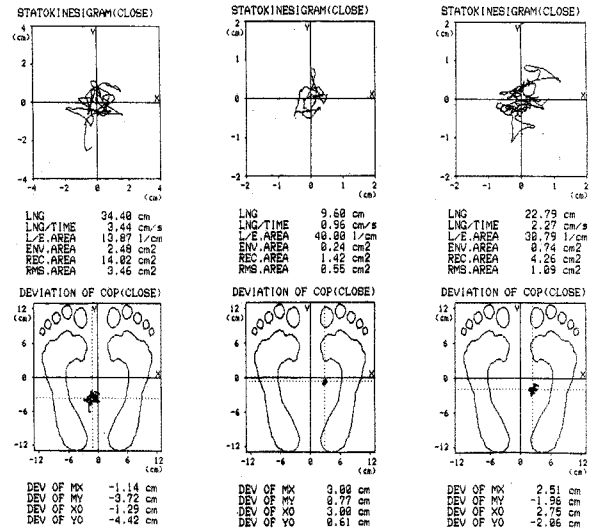 STATOKINESIGRAM(CLOSE)
4
(cm)
Y
2
0
X
-2
-4
-4 -2 0 2 4
(cm)
LNG 34.40 cm
LNG/TIME 3.44 cm/s
L/E.AREA 13.87 1/cm
ENV.AREA 2.48 cm2
REC.AREA 14.02 cm2
RMS.AREA 3.46 cm2
DEVIATION OF COP(CLOSE)
12
(cm)
Y
6
0
X
-6
-12
-12 -6 0 6 12
(cm)
DEV OF MX -1.14 cm
DEV OF MY -3.72 cm
DEV OF XO -1.29 cm
DEV OF YO -4.42 cm
STATOKINESIGRAM(CLOSE)
2
(cm)
Y
1
0
X
-1
-2
-2 -1 0 1 2
(cm)
LNG 9.60 cm
LNG/TIME 0.96 cm/s
L/E.AREA 40.00 1/cm
ENV.AREA 0.24 cm2
REC.AREA 1.42 cm2
RMS.AREA 0.55 cm2
DEVIATION OF COP(CLOSE)
12
(cm)
Y
6
0
X
-6
-12
-12 -6 0 6 12
(cm)
DEV OF MX 3.00 cm
DEV OF MY 0.77 cm
DEV OF XO 3.00 cm
DEV OF YO 0.61 cm
STATOKINESIGRAM(CLOSE)
2
(cm)
Y
1
0
X
-1
-2
-2 -1 0 1 2
(cm)
LNG 22.79 cm
LNG/TIME 2.27 cm/s
L/E.AREA 30.79 1/cm
ENV.AREA 0.74 cm2
REC.AREA 4.26 cm2
RMS.AREA 1.09 cm2
DEVIATION OF COP(CLOSE)
12
(cm)
Y
6
0
X
-6
-12
-12 -6 0 6 12
(cm)
DEV OF MX 2.51 cm
DEV OF MY -1.96 cm
DEV OF XO 2.75 cm
DEV OF YO -2.06 cm